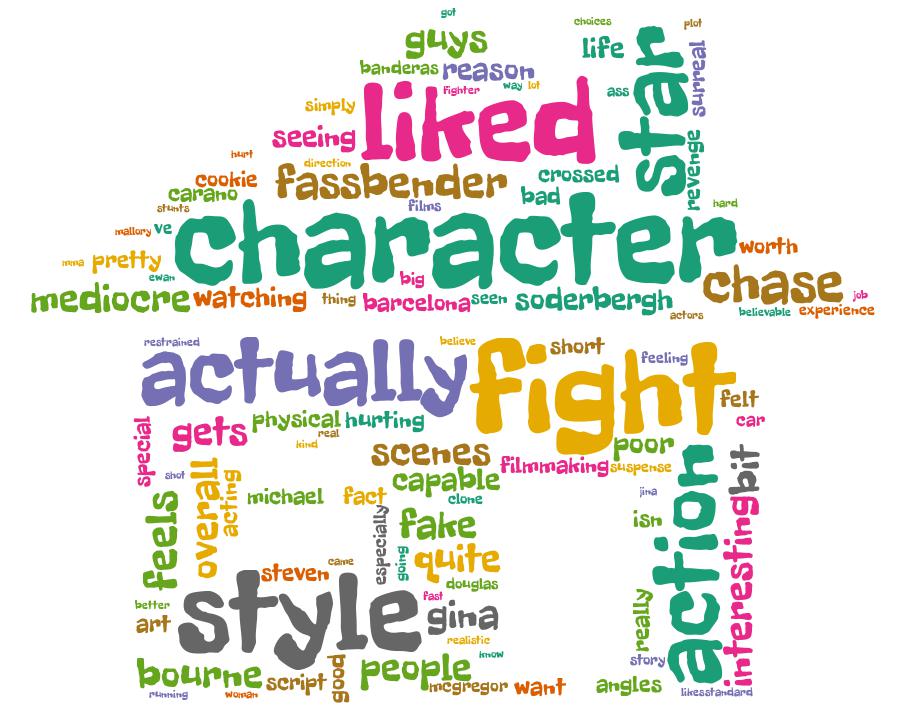 got
choices
plot
guys
life
star
surreal
banderas
reason
fighter
way
lot
ass
simply
liked
seeing
revenge
hurt
direction
cookie
fassbender
crossed
carano
bad
stunts
films
hard
mallory
ve
character
worth
mma
pretty
ewan
big
chase
mediocre
watching
thing
barcelona
seen
soderbergh
job
actors
believable
experience
restrained
actually
believe
fight
short
feeling
felt
special
gets
physical
hurting
car
real
kind
scenes
poor
filmmaking
suspense
bit
shot
overall
acting
capable
action
michael
fact
clone
jina
feels
especially
fake
isn
interesting
going
quite
steven
came
douglas
style
fast
better
art
gina
really
realistic
know
story
bourne
script
good
people
mcgregor
want
angles
running
woman
likesstandard